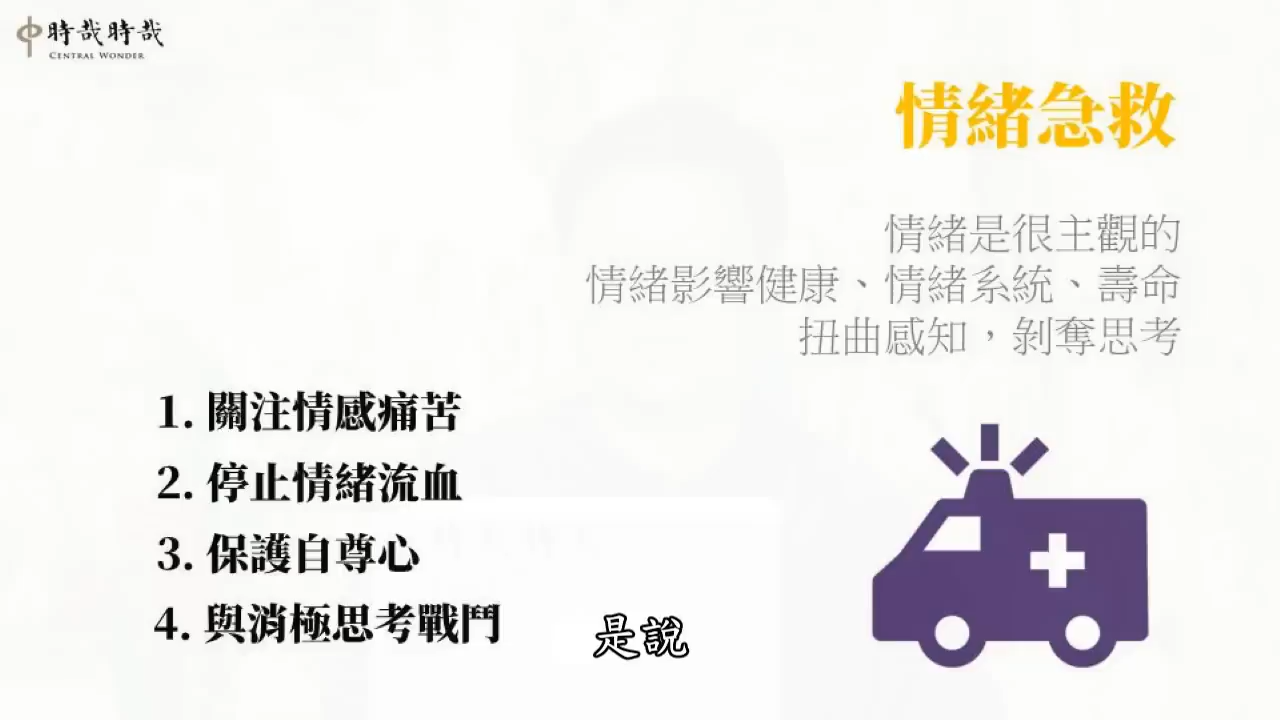 時哉時哉
CENTRAL WONDER
情緒急救
情緒是很主觀的
情緒影響健康、情緒系統、壽命
扭曲感知，剝奪思考
1. 關注情感痛苦
2. 停止情緒流血
3. 保護自尊心
4. 與消極思考戰鬥
是說